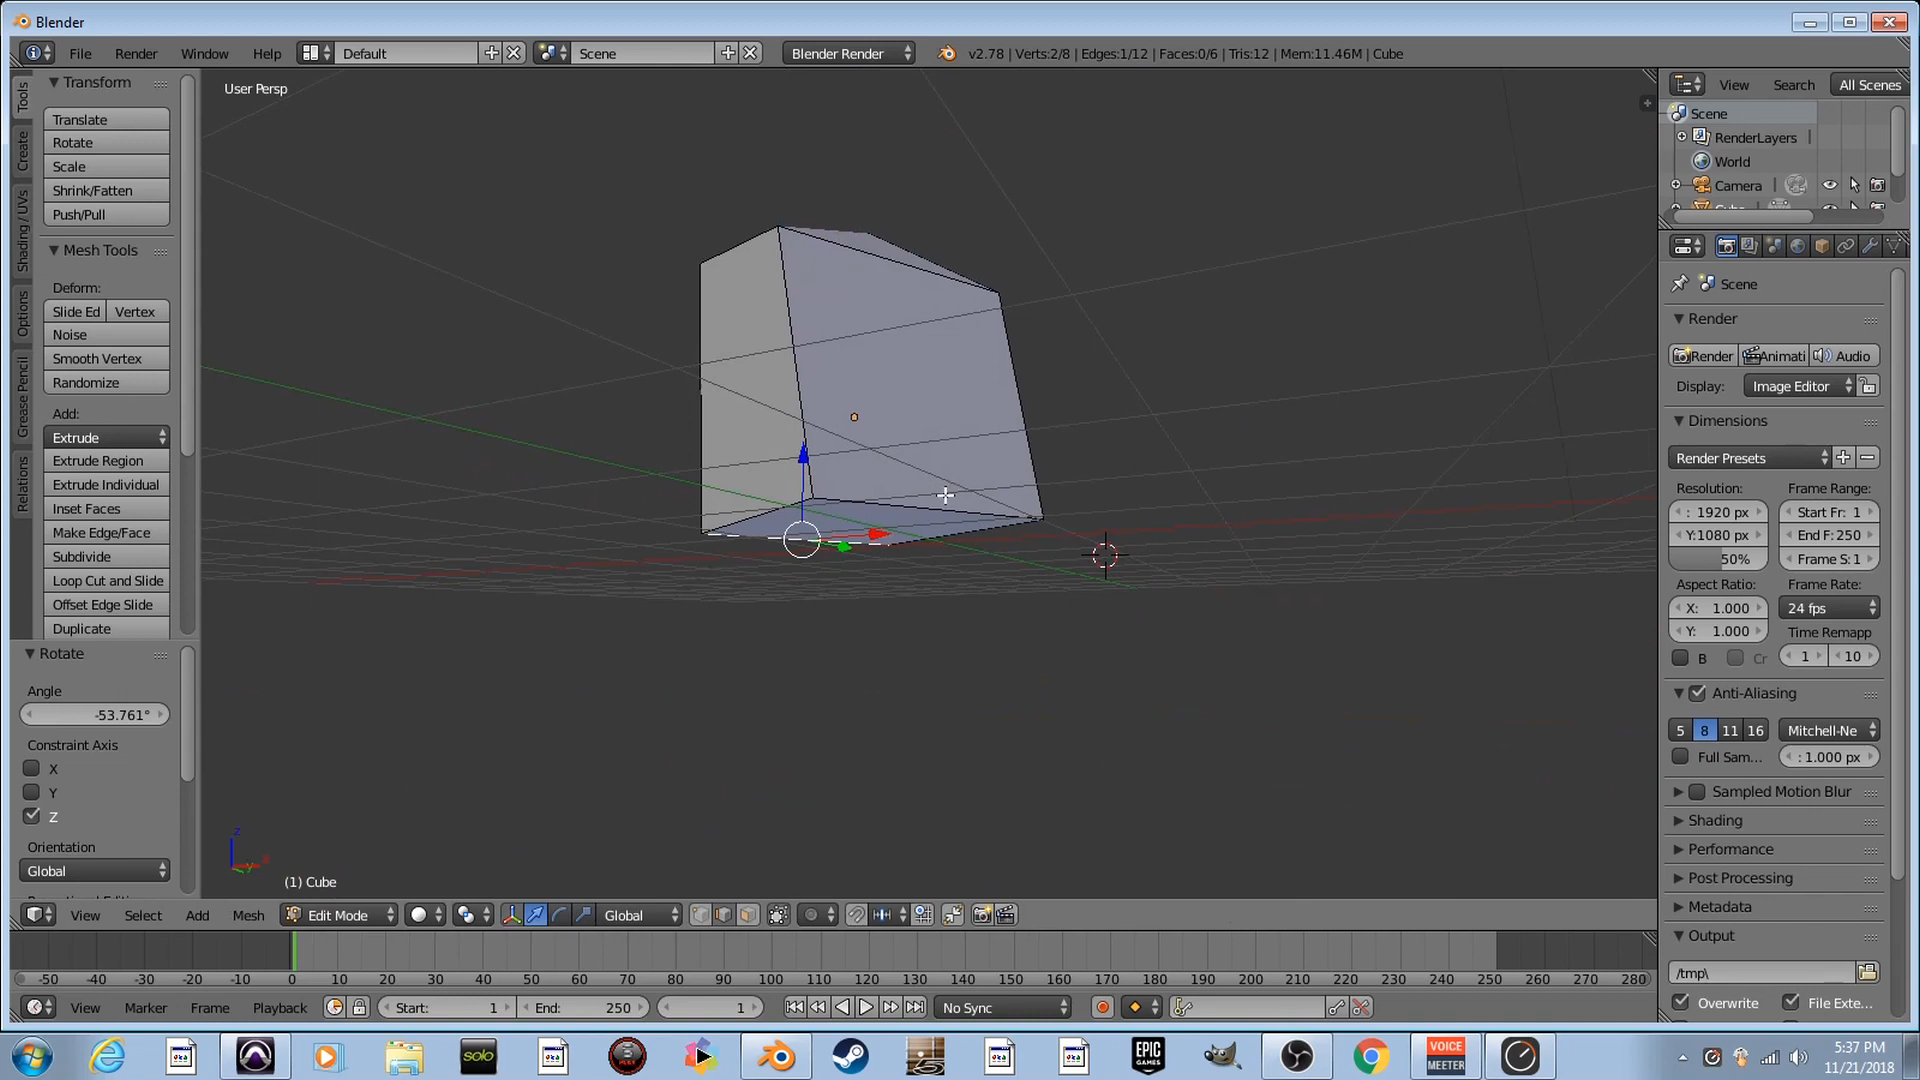 Blender
File Render Window Help Default Scene Blender Render v2.78 | Verts:2/8 | Edges:1/12 | Faces:0/6 | Tris:12 | Mem:11.46M | Cube
Tools
Create
Shading / UVs
Options
Grease Pencil
Relations
Transform
Translate
Rotate
Scale
Shrink/Fatten
Push/Pull
Mesh Tools
Deform:
Slide Ed Vertex
Noise
Smooth Vertex
Randomize
Add:
Extrude
Extrude Region
Extrude Individual
Inset Faces
Make Edge/Face
Subdivide
Loop Cut and Slide
Offset Edge Slide
Duplicate
Rotate
Angle
-53.761°
Constraint Axis
X
Y
Z
Orientation
Global
User Persp
z
(1) Cube
View Select Add Mesh Edit Mode Global
-50 -40 -30 -20 -10 0 10 20 30 40 50 60 70 80 90 100 110 120 130 140 150 160 170 180 190 200 210 220 230 240 250 260 270 280
View Marker Frame Playback Start: 1 End: 250 1 No Sync
View Search All Scenes
Scene
RenderLayers
World
Camera
Scene
Render
Render Animati Audio
Display: Image Editor
Dimensions
Render Presets
Resolution: Frame Range:
: 1920 px Start Fr: 1
Y:1080 px End F: 250
50% Frame S: 1
Aspect Ratio: Frame Rate:
X: 1.000 24 fps
Y: 1.000 Time Remapp
B Cr 1 10
Anti-Aliasing
5 8 11 16 Mitchell-Ne
Full Sam... : 1.000 px
Sampled Motion Blur
Shading
Performance
Post Processing
Metadata
Output
/tmp\
Overwrite File Exte...
solo
EPIC GAMES
VOICE MEETER
5:37 PM
11/21/2018